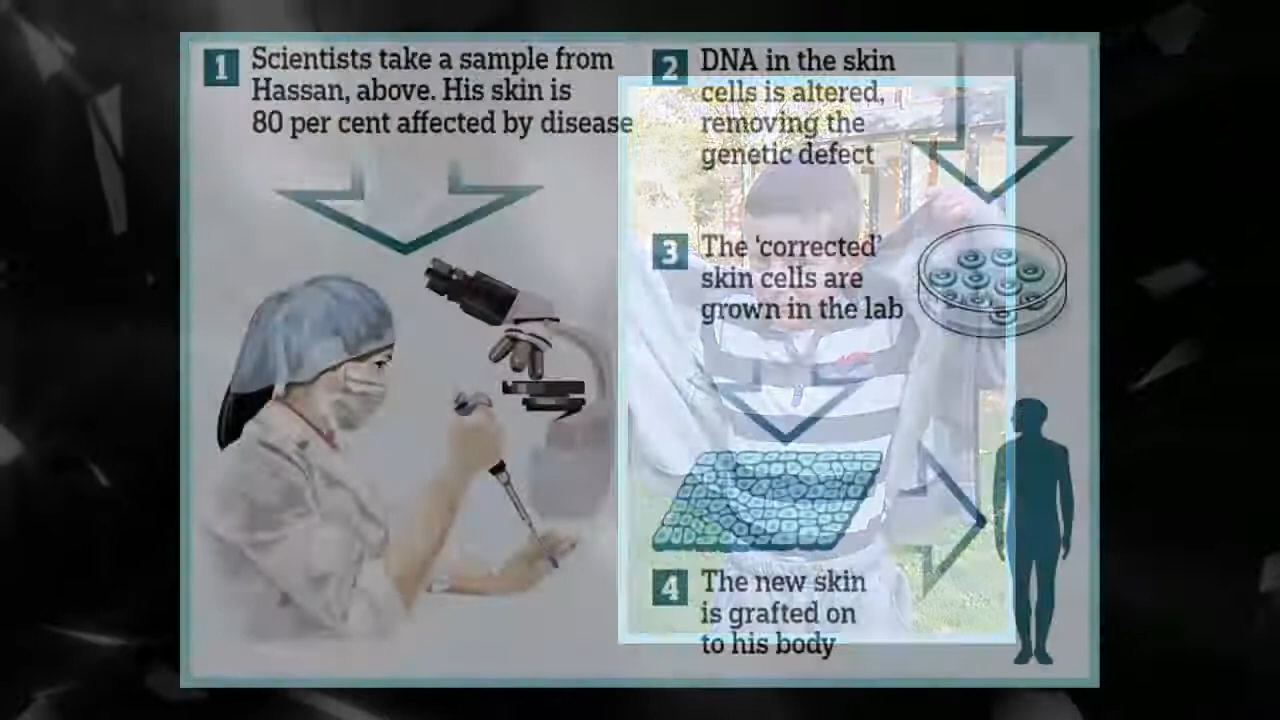 1 Scientists take a sample from
Hassan, above. His skin is
80 per cent affected by disease
2 DNA in the skin
cells is altered,
removing the
genetic defect
3 The ‘corrected’
skin cells are
grown in the lab
4 The new skin
is grafted on
to his body